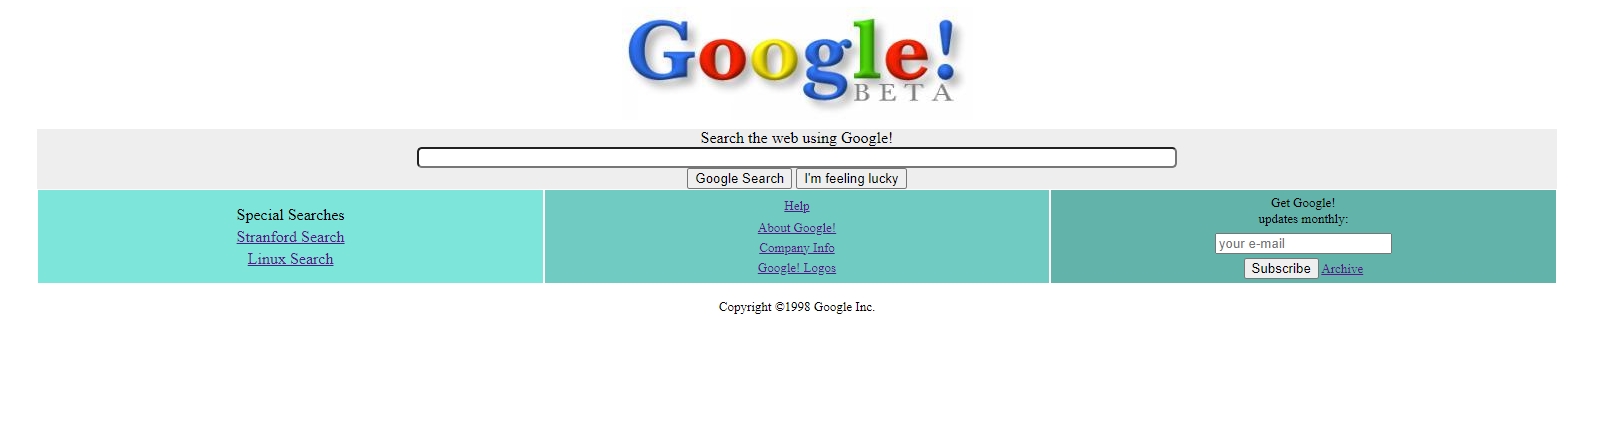 Google!
BETA
Search the web using Google!
Google Search I'm feeling lucky
Special Searches
Stranford Search
Linux Search
Help
About Google!
Company Info
Google! Logos
Get Google!
updates monthly:
your e-mail
Subscribe Archive
Copyright ©1998 Google Inc.